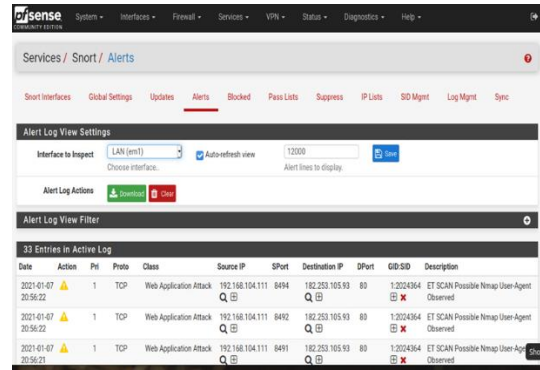 pfsense System Interfaces Firewall Services VPN Status Diagnostics Help
COMMUNITY EDITION
Services / Snort / Alerts
Snort Interfaces Global Settings Updates Alerts Blocked Pass Lists Suppress IP Lists SID Mgmt Log Mgmt Sync
Alert Log View Settings
Interface to Inspect LAN (em1) Auto-refresh view 12000 Save
Choose interface.. Alert lines to display.
Alert Log Actions Download Clear
Alert Log View Filter
33 Entries in Active Log
Date Action Pri Proto Class Source IP SPort Destination IP DPort GID:SID Description
2021-01-07 1 TCP Web Application Attack 192.168.104.111 8494 182.253.105.93 80 1:2024364 ET SCAN Possible Nmap User-Agent
20:56:22 Observed
2021-01-07 1 TCP Web Application Attack 192.168.104.111 8492 182.253.105.93 80 1:2024364 ET SCAN Possible Nmap User-Agent
20:56:22 Observed
2021-01-07 1 TCP Web Application Attack 192.168.104.111 8491 182.253.105.93 80 1:2024364 ET SCAN Possible Nmap User-Age
20:56:21 Observed
Sho